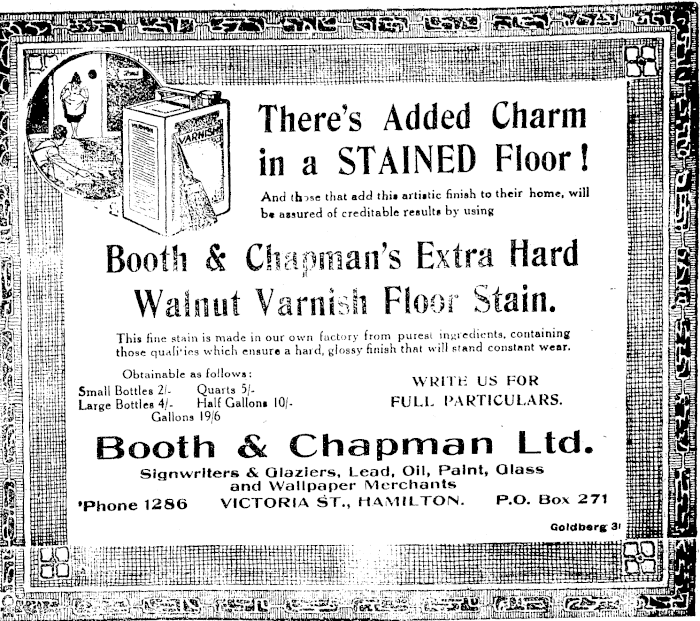 VARNISH
There's Added Charm
in a STAINED Floor!
And those that add this artistic finish to their home, will
be assured of creditable results by using
Booth & Chapman's Extra Hard
Walnut Varnish Floor Stain.
This fine stain is made in our own factory from purest ingredients, containing
those qualities which ensure a hard, glossy finish that will stand constant wear.
Obtainable as follows:
Small Bottles 2/- Quarts 5/-
Large Bottles 4/- Half Gallons 10/-
Gallons 19/6
WRITE US FOR
FULL PARTICULARS.
Booth & Chapman Ltd.
Signwriters & Glaziers, Lead, Oil, Paint, Glass
and Wallpaper Merchants
'Phone 1286 VICTORIA ST., HAMILTON. P.O. Box 271
Goldberg 31